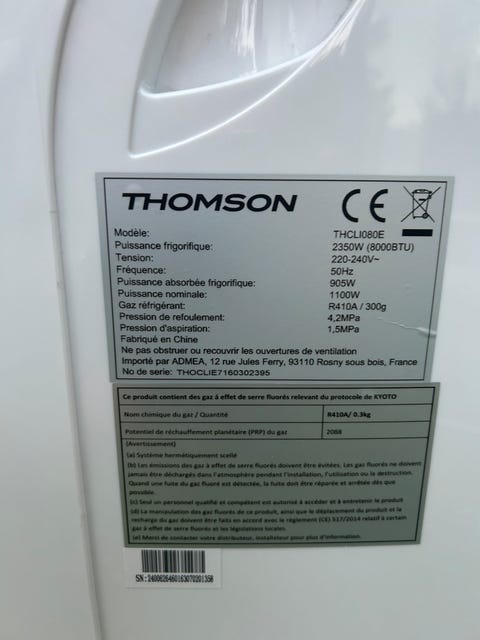 THOMSON
Modèle: THCLI080E
Puissance frigorifique: 2350W (8000BTU)
Tension: 220-240V~
Fréquence: 50Hz
Puissance absorbée frigorifique: 905W
Puissance nominale: 1100W
Gaz réfrigérant: R410A / 300g
Pression de refoulement: 4,2MPa
Pression d'aspiration: 1,5MPa
Fabriqué en Chine
Ne pas obstruer ou recouvrir les ouvertures de ventilation
Importé par ADMEA, 12 rue Jules Ferry, 93110 Rosny sous bois, France
No de serie: THOCLIE7160302395
Ce produit contient des gaz à effet de serre fluorés relevant du protocole de KYOTO
Nom chimique du gaz / Quantité R410A/ 0.3kg
Potentiel de réchauffement planétaire (PRP) du gaz 2088
(Avertissement)
(a) Système hermétiquement scellé
(b) Les émissions des gaz à effet de serre fluorés doivent être évitées. Les gaz fluorés ne doivent
jamais être déchargés dans l'atmosphère pendant l'installation, l'utilisation ou la destruction.
Quand une fuite du gaz fluoré est détectée, la fuite doit être réparée et arrêtée dès que
possible.
(c) Seul un personnel qualifié et compétent est autorisé à accéder et à entretenir le produit
(d) La manipulation des gaz fluorés de ce produit, ainsi que le déplacement du produit et la
recharge du gaz doivent être faits en accord avec le règlement (CE) 517/2014 relatif à certain
gaz à effet de serre fluorés et les législations locales.
(e) Merci de contacter votre distributeur, installateur pour plus d'information.
SN: 2400626460163070201358